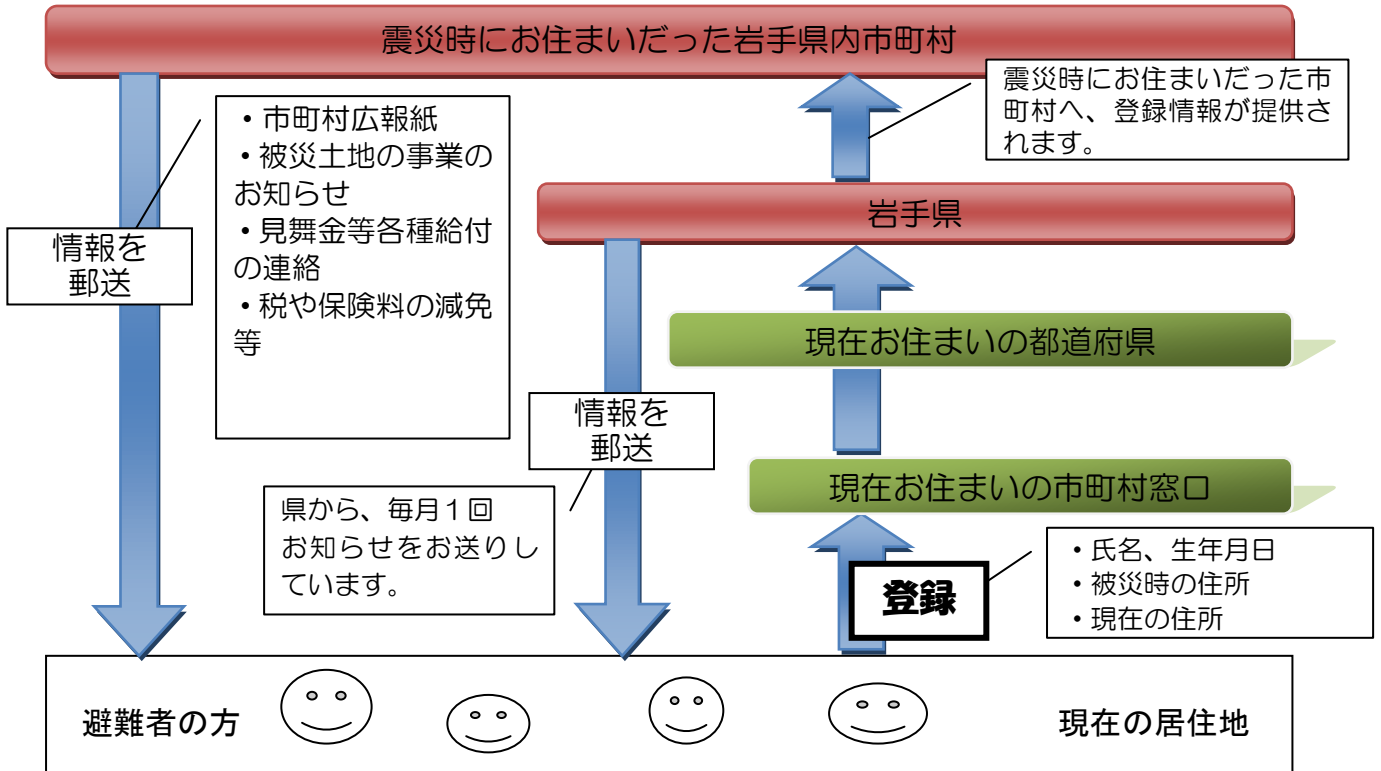 震災時にお住まいだった岩手県内市町村
震災時にお住まいだった市
町村へ、登録情報が提供さ
れます。
・市町村広報紙
・被災土地の事業の
お知らせ
・見舞金等各種給付
の連絡
・税や保険料の減免
等
情報を
郵送
岩手県
現在お住まいの都道府県
情報を
郵送
現在お住まいの市町村窓口
県から、毎月１回
お知らせをお送りし
ています。
登録
・氏名、生年月日
・被災時の住所
・現在の住所
避難者の方
現在の居住地